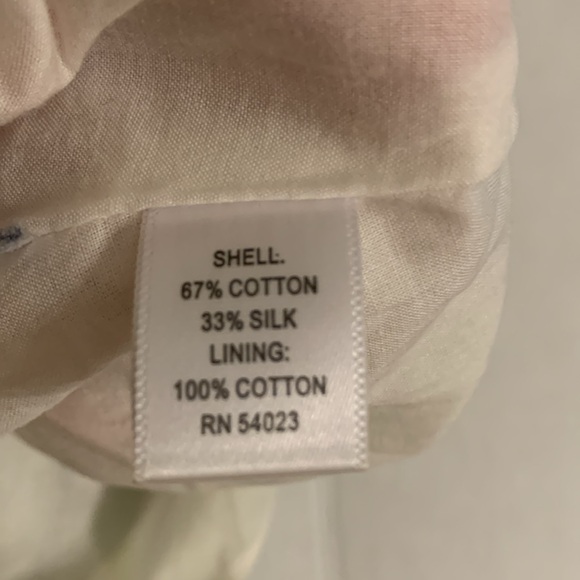 SHELL:
67% COTTON
33% SILK
LINING:
100% COTTON
RN 54023